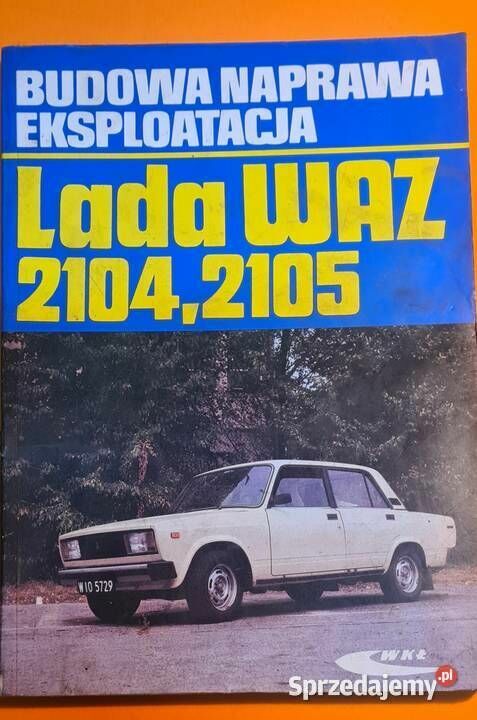 BUDOWA NAPRAWA
EKSPLOATACJA
Lada WAZ
2104,2105
WIO 5729
WKŁ
Sprzedajemy.pl